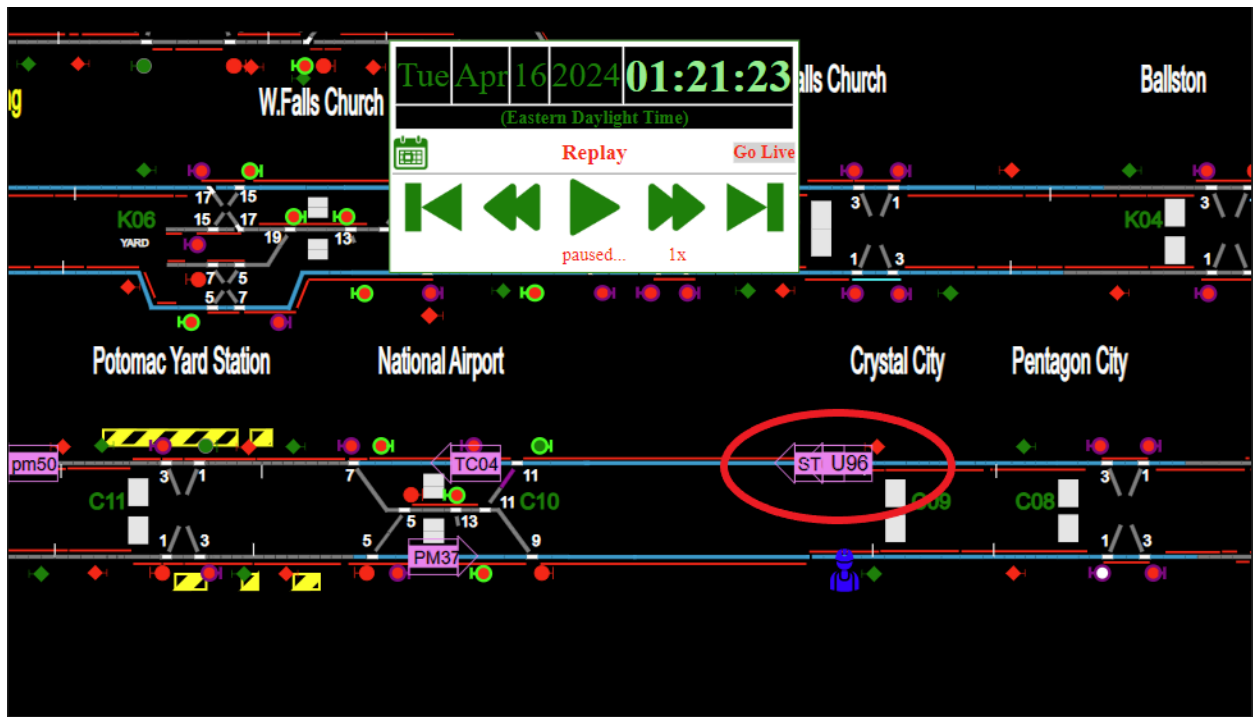 Tue Apr 16 2024 01:21:23
(Eastern Daylight Time)
Replay Go Live
paused... 1x
W.Falls Church
alls Church
Ballston
17 15
K06
15 17
YARD
19 13
7 5
5 7
3 1
1 3
K04
3 1
1
Potomac Yard Station
National Airport
Crystal City
Pentagon City
pm50
TC04
ST U96
3 1
7
11
3 1
C11
11 C10
C09
C08
5 13
1 3
5
9
1 3
PM37